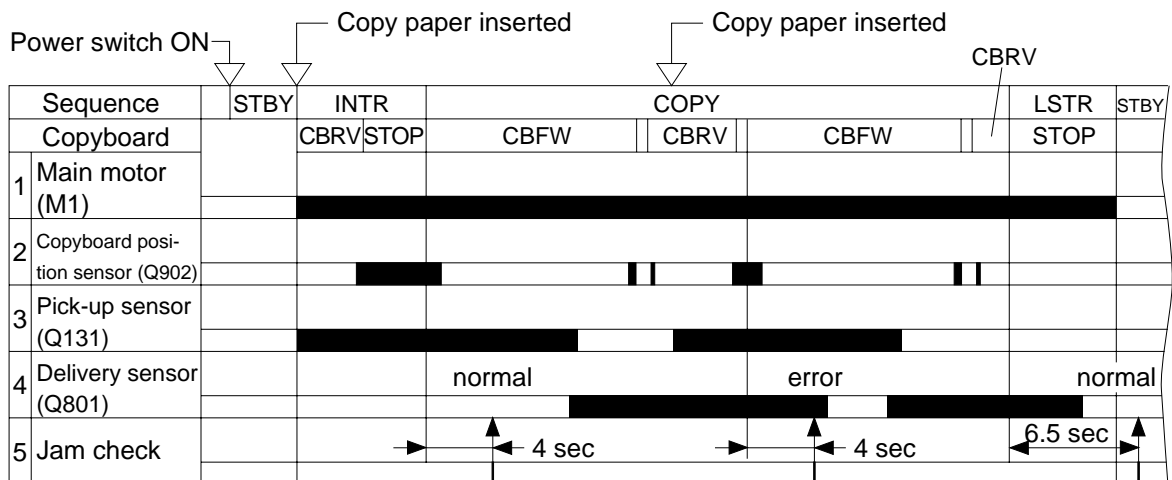 Copy paper inserted
Copy paper inserted
Power switch ON
CBRV
Sequence STBY INTR COPY LSTR STBY
Copyboard CBRV STOP CBFW CBRV CBFW STOP
1 Main motor
(M1)
2 Copyboard posi-
tion sensor (Q902)
3 Pick-up sensor
(Q131)
4 Delivery sensor normal error normal
(Q801)
5 Jam check 4 sec 4 sec 6.5 sec